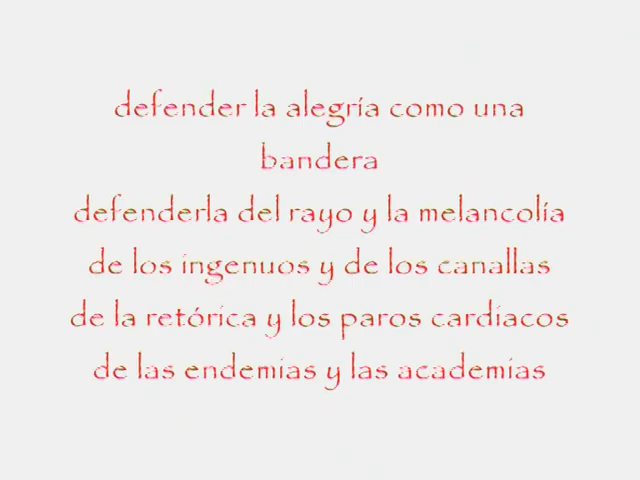 defender la alegría como una
bandera
defenderla del rayo y la melancolía
de los ingenuos y de los canallas
de la retórica y los paros cardiacos
de las endemias y las academias